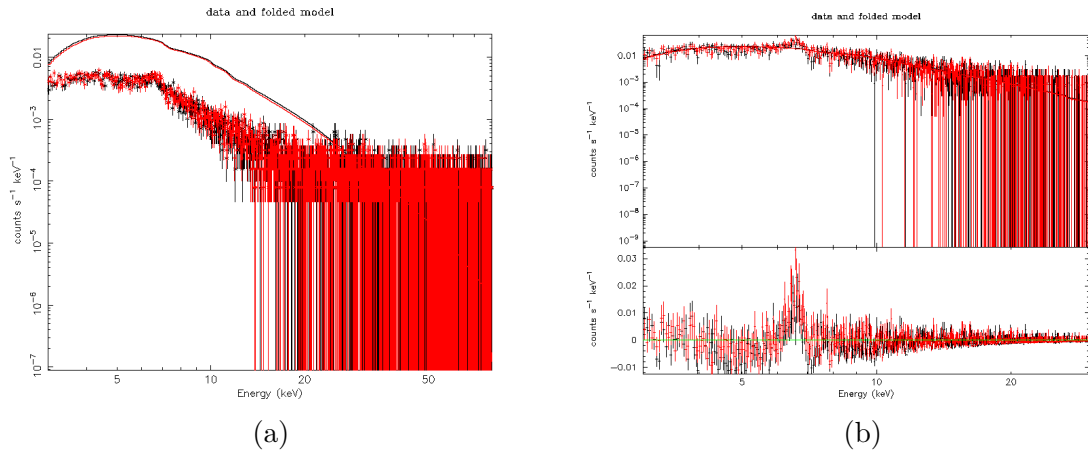 data and folded model
counts s⁻¹ keV⁻¹
0.01
10⁻³
10⁻⁴
10⁻⁵
10⁻⁶
10⁻⁷
5
10
20
50
Energy (keV)
(a)
data and folded model
counts s⁻¹ keV⁻¹
0.01
10⁻³
10⁻⁴
10⁻⁵
10⁻⁶
10⁻⁷
10⁻⁸
10⁻⁹
counts s⁻¹ keV⁻¹
0.03
0.02
0.01
0
−0.01
5
10
20
Energy (keV)
(b)